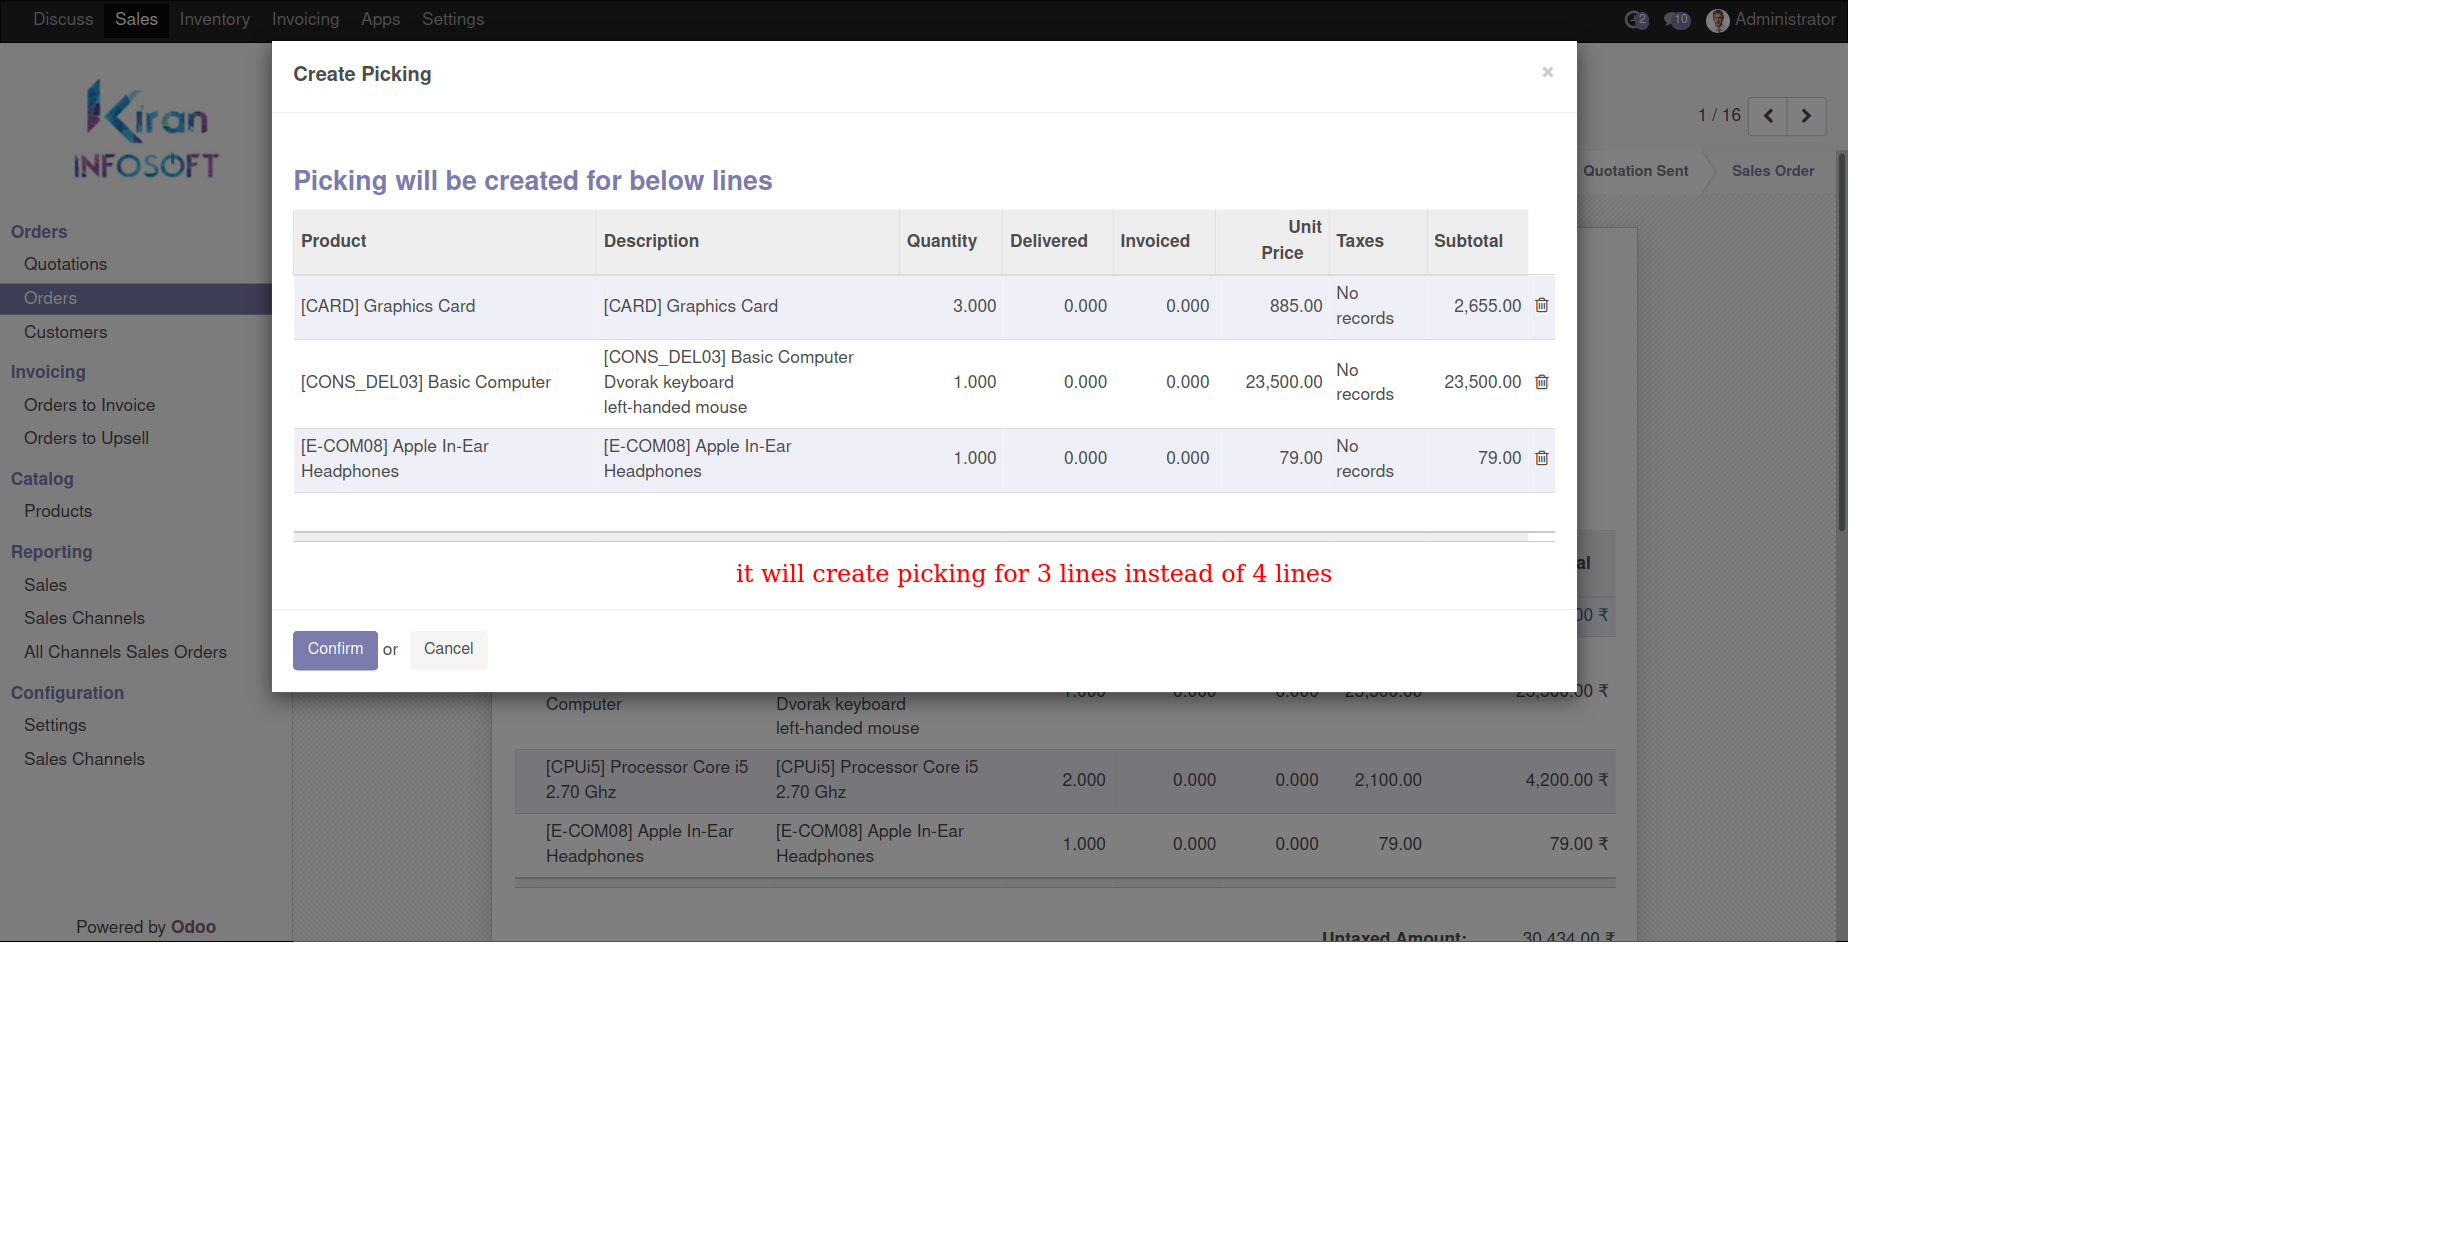 Discuss Sales Inventory Invoicing Apps Settings 2 10 Administrator
Kiran
INFOSOFT
Create Picking ×
1 / 16
Quotation Sent Sales Order
Picking will be created for below lines
Product Description Quantity Delivered Invoiced Unit Price Taxes Subtotal
[CARD] Graphics Card [CARD] Graphics Card 3.000 0.000 0.000 885.00 No records 2,655.00
[CONS_DEL03] Basic Computer [CONS_DEL03] Basic Computer
Dvorak keyboard
left-handed mouse 1.000 0.000 0.000 23,500.00 No records 23,500.00
[E-COM08] Apple In-Ear Headphones [E-COM08] Apple In-Ear Headphones 1.000 0.000 0.000 79.00 No records 79.00
it will create picking for 3 lines instead of 4 lines
Confirm or Cancel
Orders
Quotations
Orders
Customers
Invoicing
Orders to Invoice
Orders to Upsell
Catalog
Products
Reporting
Sales
Sales Channels
All Channels Sales Orders
Configuration
Settings
Sales Channels
Powered by Odoo
al
00 ₹
Computer Dvorak keyboard
left-handed mouse 1.000 0.000 0.000 23,500.00 23,500.00 ₹
[CPUi5] Processor Core i5 2.70 Ghz [CPUi5] Processor Core i5 2.70 Ghz 2.000 0.000 0.000 2,100.00 4,200.00 ₹
[E-COM08] Apple In-Ear Headphones [E-COM08] Apple In-Ear Headphones 1.000 0.000 0.000 79.00 79.00 ₹
Untaxed Amount: 30,434.00 ₹